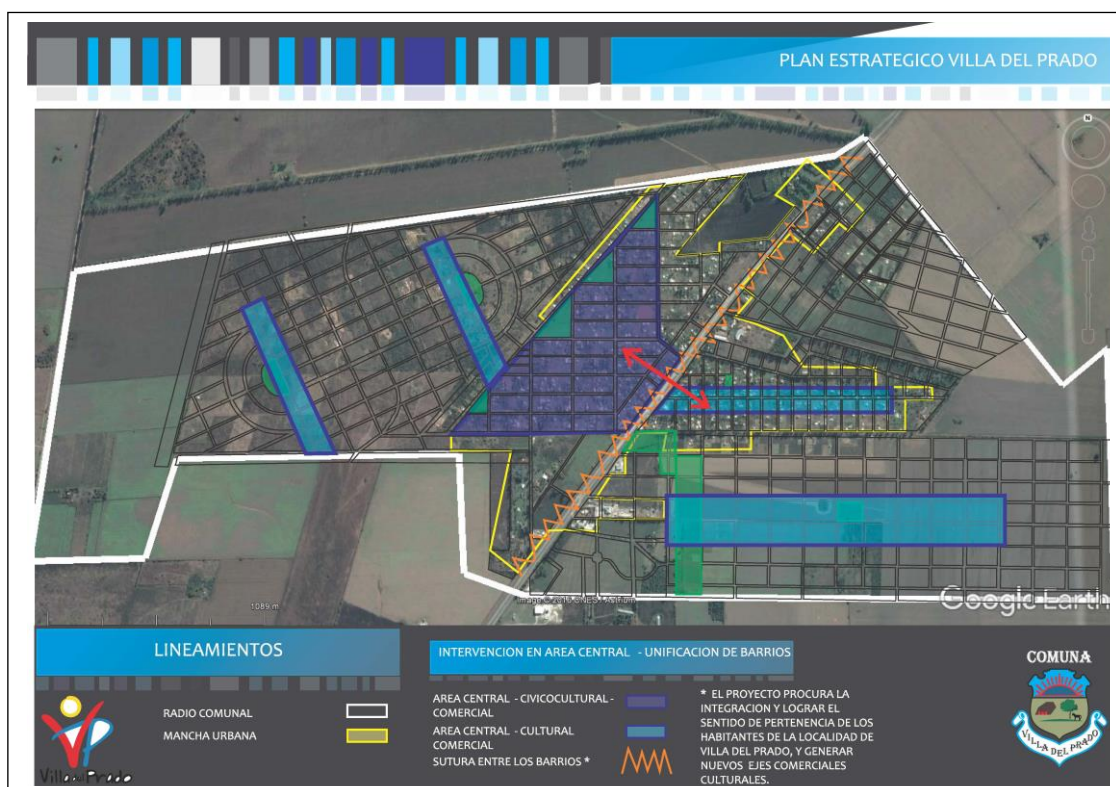 PLAN ESTRATEGICO VILLA DEL PRADO
N
1089 m
Google Earth
LINEAMIENTOS
RADIO COMUNAL
MANCHA URBANA
Villa del Prado
INTERVENCION EN AREA CENTRAL - UNIFICACION DE BARRIOS
AREA CENTRAL - CIVICOCULTURAL -
COMERCIAL
AREA CENTRAL - CULTURAL
COMERCIAL
SUTURA ENTRE LOS BARRIOS *
* EL PROYECTO PROCURA LA
INTEGRACION Y LOGRAR EL
SENTIDO DE PERTENENCIA DE LOS
HABITANTES DE LA LOCALIDAD DE
VILLA DEL PRADO, Y GENERAR
NUEVOS EJES COMERCIALES
CULTURALES.
COMUNA
VILLA DEL PRADO